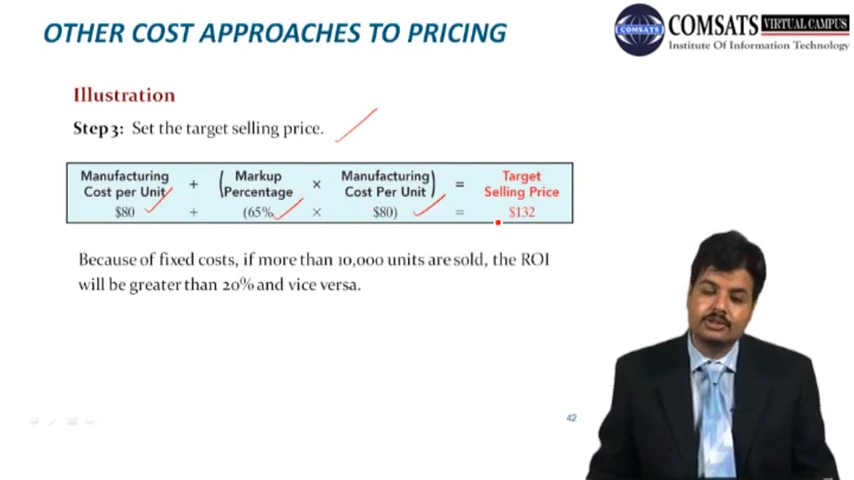 OTHER COST APPROACHES TO PRICING
COMSATS
COMSATS VIRTUAL CAMPUS
Institute of Information Technology
Illustration
Step 3: Set the target selling price.
Manufacturing Cost per Unit + (Markup Percentage × Manufacturing Cost Per Unit) = Target Selling Price
$80 + (65% × $80) = $132
Because of fixed costs, if more than 10,000 units are sold, the ROI
will be greater than 20% and vice versa.
42